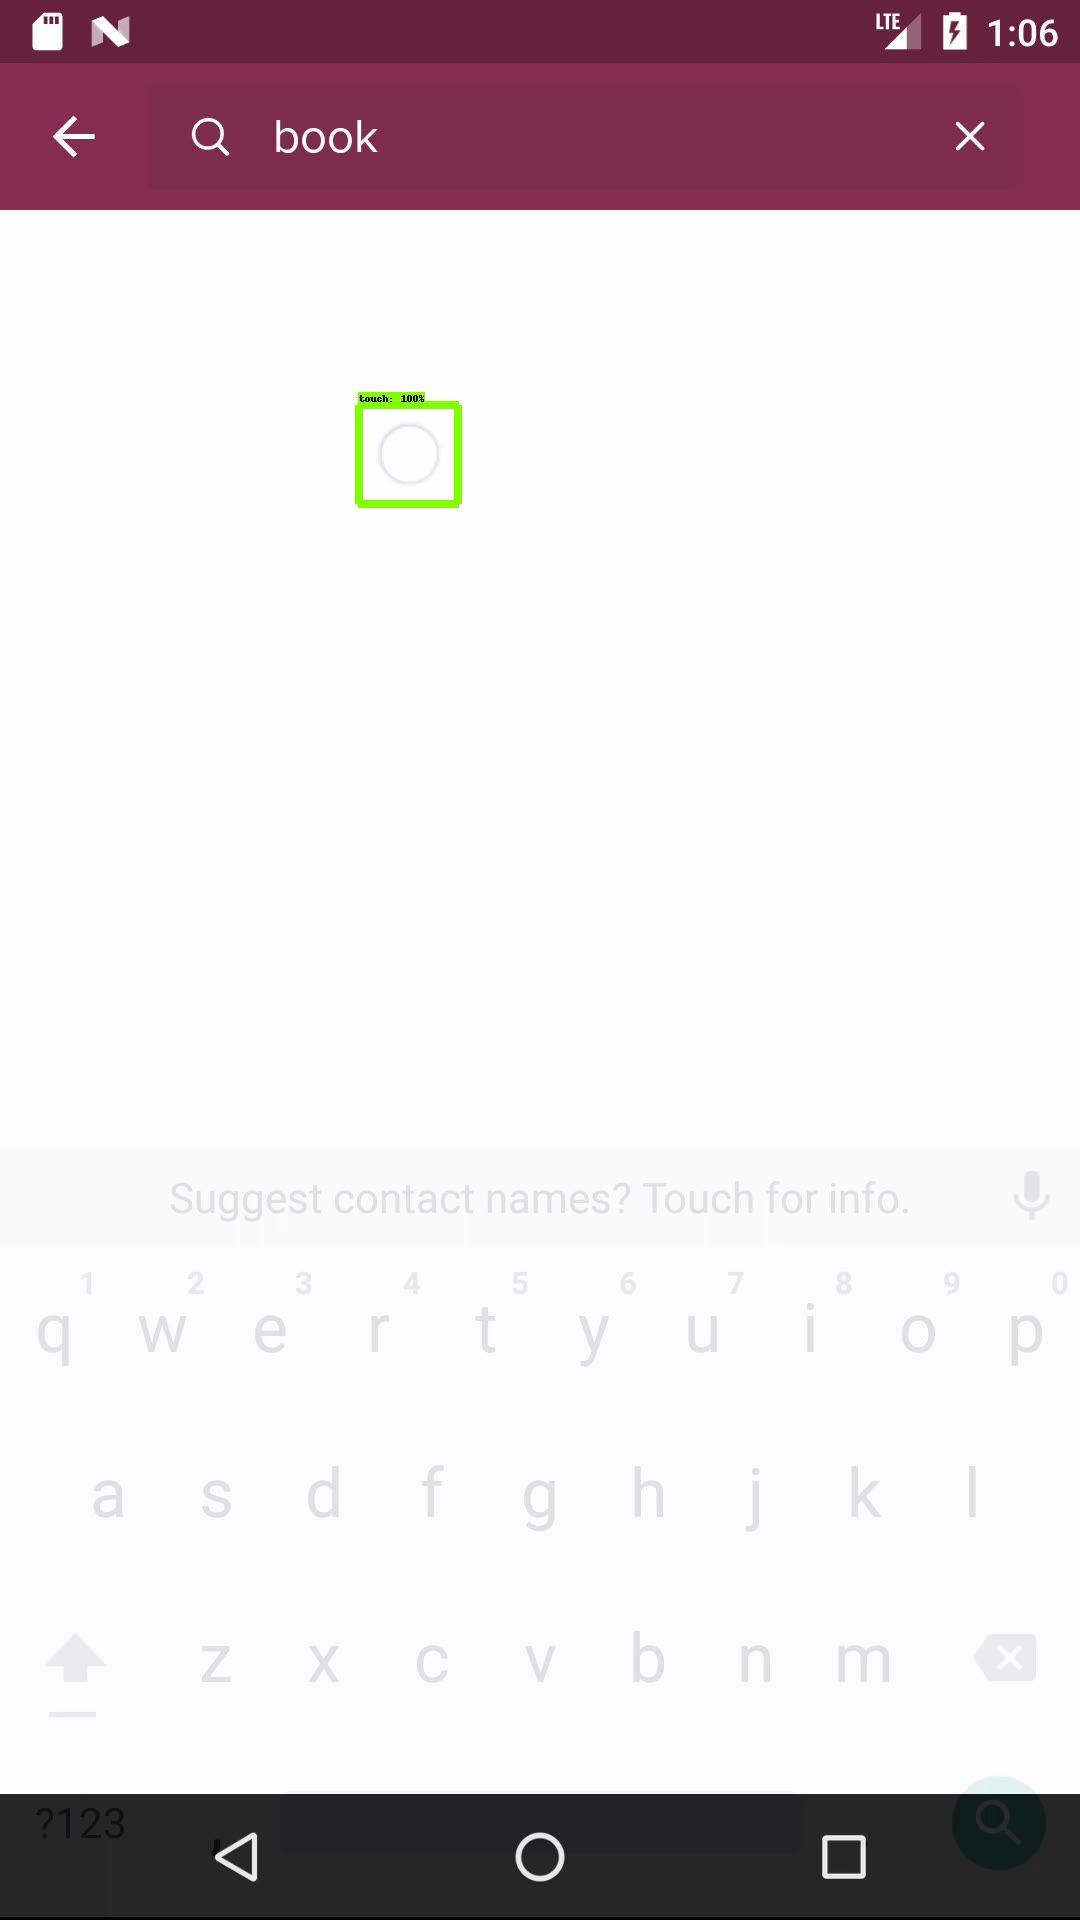 LTE 1:06
book
touch: 100%
Suggest contact names? Touch for info.
1 2 3 4 5 6 7 8 9 0
q w e r t y u i o p
a s d f g h j k l
z x c v b n m
?123 ,